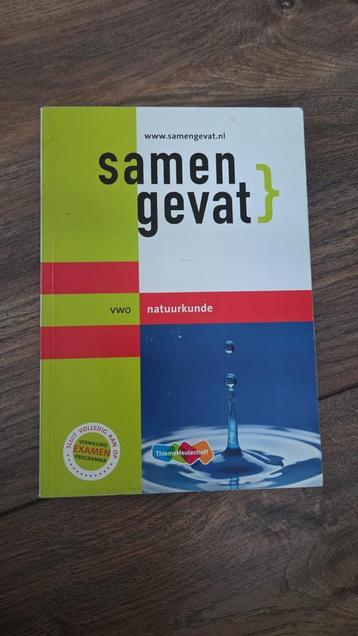 www.samengevat.nl
samen
gevat}
vwo natuurkunde
SLUIT VOLLEDIG AAN OP
VERNIEUWD
EXAMEN
PROGRAMMA
ThiemeMeulenhoff